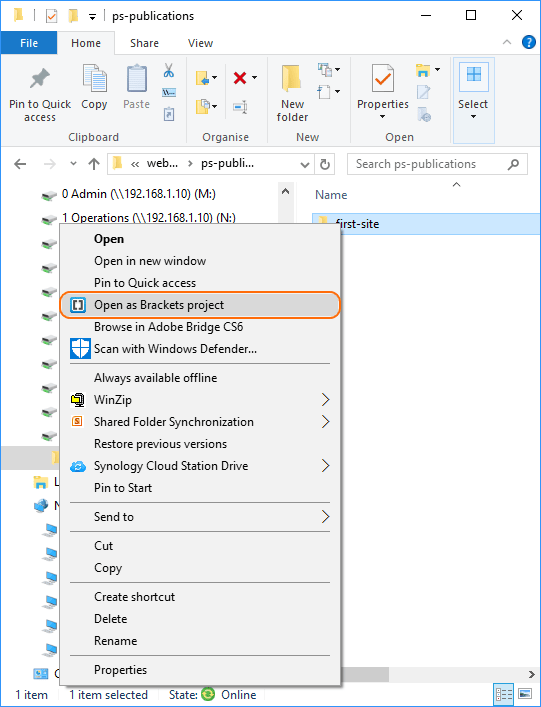 ps-publications
File Home Share View
Pin to Quick
access
Copy
Paste
New
folder
Properties
Select
Clipboard Organise New Open
« web... ps-publi... Search ps-publications
Name
0 Admin (\\192.168.1.10) (M:)
1 Operations (\\192.168.1.10) (N:)
first-site
Open
Open in new window
Pin to Quick access
Open as Brackets project
Browse in Adobe Bridge CS6
Scan with Windows Defender...
Always available offline
WinZip
Shared Folder Synchronization
Restore previous versions
Synology Cloud Station Drive
Pin to Start
Send to
Cut
Copy
Create shortcut
Delete
Rename
Properties
1 item 1 item selected State: Online